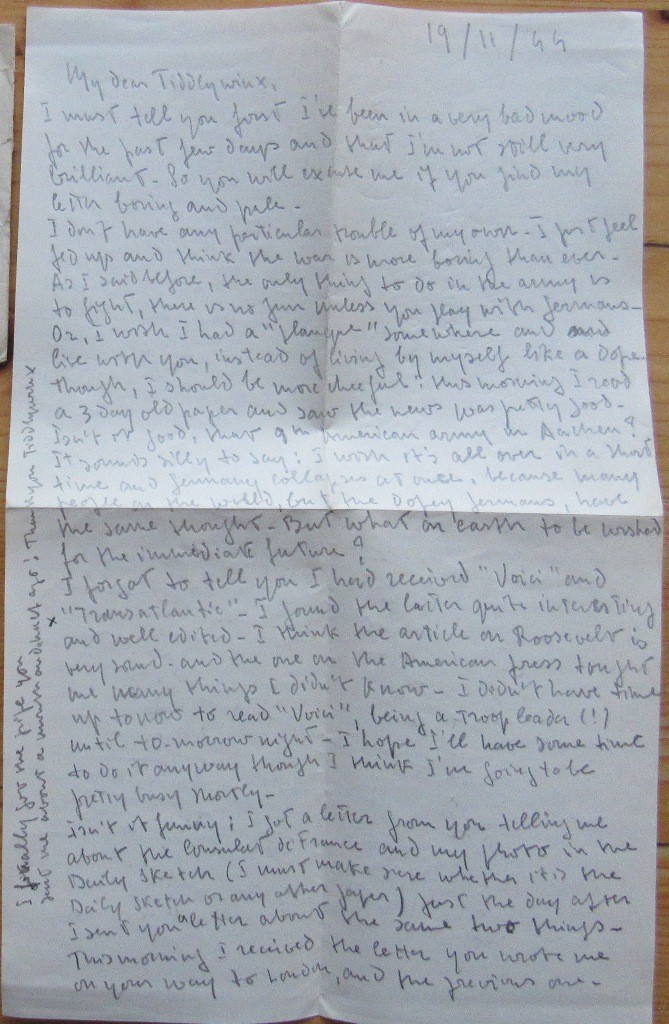 19/11/44
My dear Tiddlywinx,
I must tell you first I've been in a very bad mood
for the past few days and that I'm not still very
brilliant - So you will excuse me if you find my
letter boring and pale -
I don't have any particular trouble of my own - I just feel
fed up and think the war is more boring than ever -
As I said before, the only thing to do in the army is
to fight, there is no fun unless you play with Germans -
Or, I wish I had a "planque" somewhere and and
live with you, instead of living by myself like a dope -
Though, I should be more cheerful: this morning I read
a 3 day old paper and saw the news was pretty good -
Isn't it good, that 9th American army in Aachen?
It sounds silly to say: I wish it's all over in a short
time and Germany collapses at once, because many
people in the world, but the dopey Germans, have
the same thought - But what on earth to be wished
for the immediate future?
I forgot to tell you I had received "Voici" and
"Transatlantic" - I found the latter quite interesting
and well edited - I think the article on Roosevelt is
very sound - and the one on the American press taught
me many things I didn't know - I didn't have time
up to now to read "Voici", being a Troop leader (!)
until to-morrow night - I hope I'll have some time
to do it anyway though I think I'm going to be
pretty busy shortly -
isn't it funny; I got a letter from you telling me
about the Consulat de France and my photo in the
Daily Sketch (I must make sure whether it is the
Daily Sketch or any other paper) just the day after
I sent you a letter about the same two things -
This morning I received the letter you wrote me
on your way to London, and the previous one -
x I finally got the pipe you
sent me about a month and half ago! Thank you Tiddlywinx